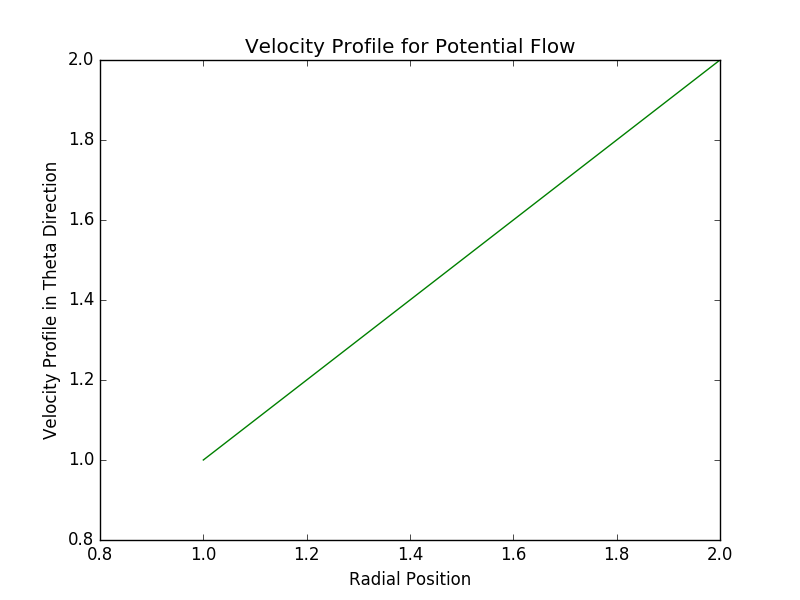 Velocity Profile for Potential Flow
Velocity Profile in Theta Direction
2.0
1.8
1.6
1.4
1.2
1.0
0.8
0.8 1.0 1.2 1.4 1.6 1.8 2.0
Radial Position